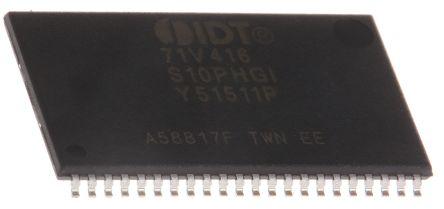 IDT®
71V416
S10PHGI
Y51511P
A58817F TWN EE